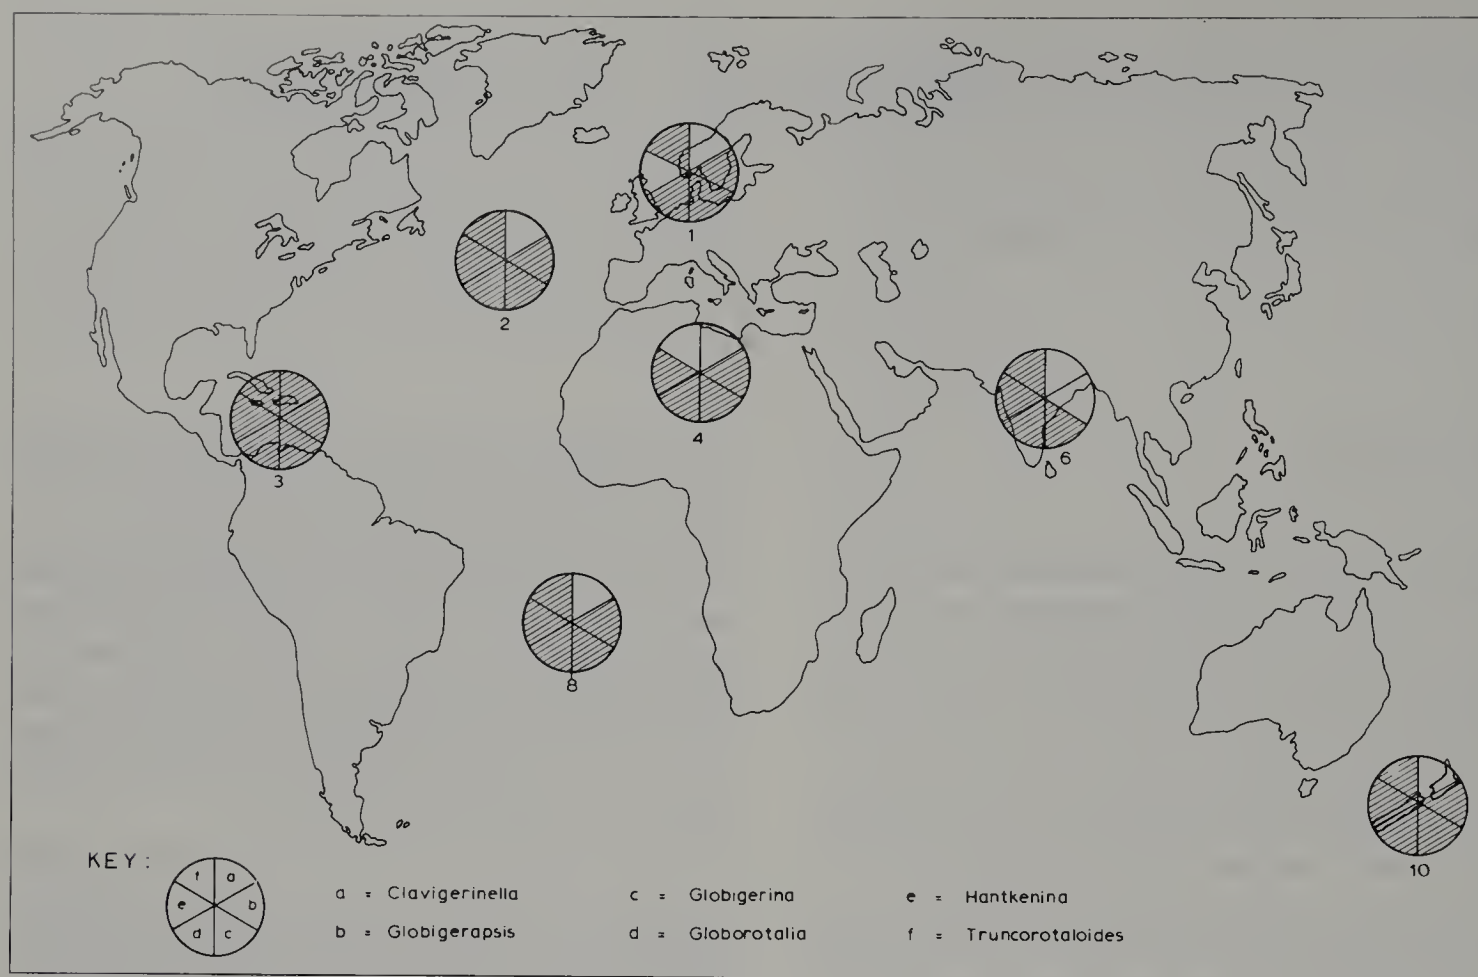 1
2
3
4
6
8
10
KEY :
f a
e b
d c
a = Clavigerinella
c = Globigerina
e = Hantkenina
b = Globigerapsis
d = Globorotalia
f = Truncorotaloides